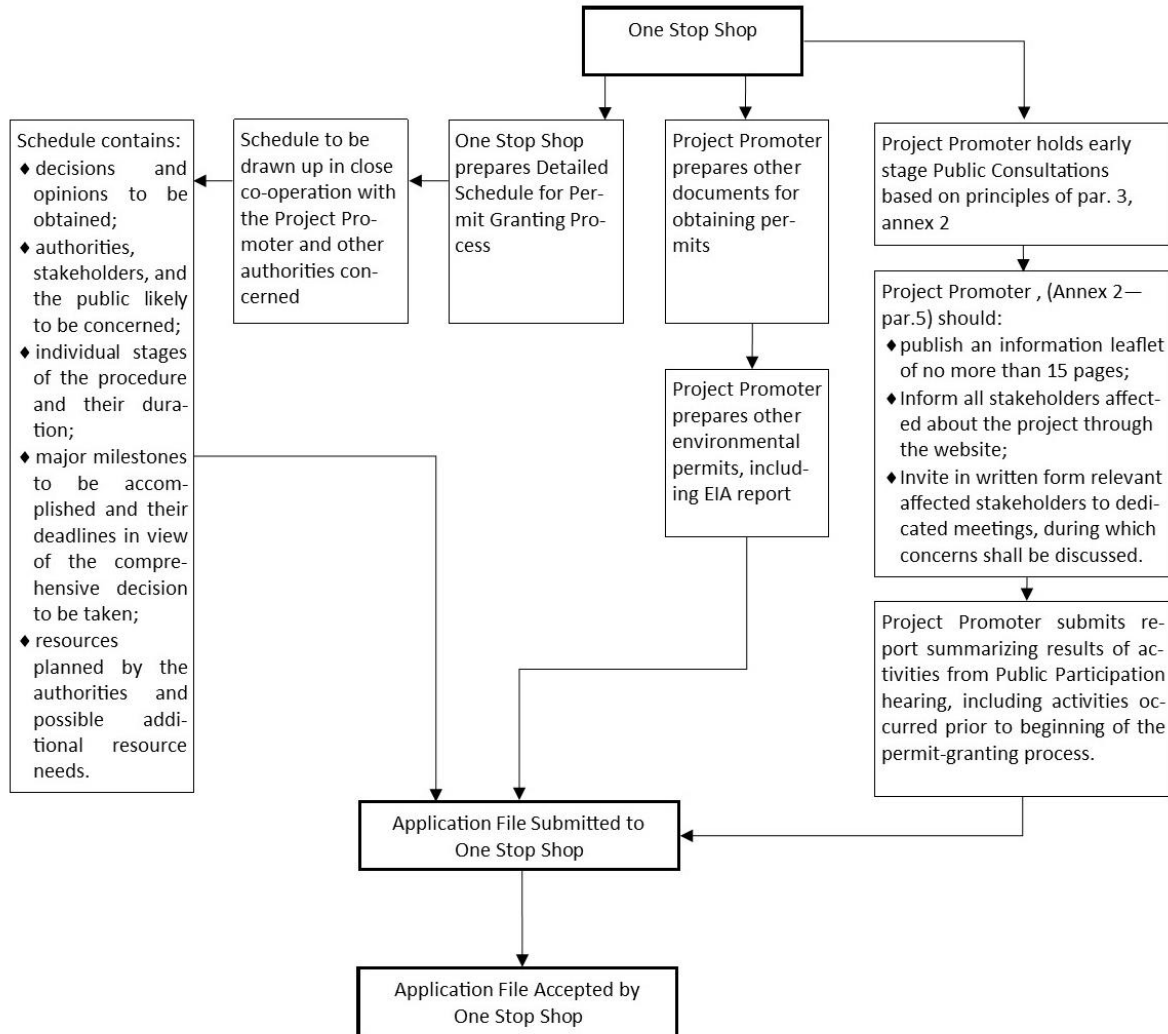 One Stop Shop
Schedule contains:
♦ decisions and
opinions to be
obtained;
♦ authorities,
stakeholders, and
the public likely
to be concerned;
♦ individual stages
of the procedure
and their dura-
tion;
♦ major milestones
to be accom-
plished and their
deadlines in view
of the compre-
hensive decision
to be taken;
♦ resources
planned by the
authorities and
possible addi-
tional resource
needs.
Schedule to be
drawn up in close
co-operation with
the Project Pro-
moter and other
authorities con-
cerned
One Stop Shop
prepares Detailed
Schedule for Per-
mit Granting Pro-
cess
Project Promoter
prepares other
documents for
obtaining per-
mits
Project Promoter
prepares other
environmental
permits, includ-
ing EIA report
Project Promoter holds early
stage Public Consultations
based on principles of par. 3,
annex 2
Project Promoter , (Annex 2—
par.5) should:
♦ publish an information leaflet
of no more than 15 pages;
♦ Inform all stakeholders affect-
ed about the project through
the website;
♦ Invite in written form relevant
affected stakeholders to dedi-
cated meetings, during which
concerns shall be discussed.
Project Promoter submits re-
port summarizing results of ac-
tivities from Public Participation
hearing, including activities oc-
curred prior to beginning of the
permit-granting process.
Application File Submitted to
One Stop Shop
Application File Accepted by
One Stop Shop